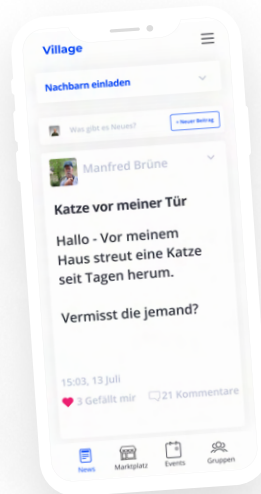 Village
Nachbarn einladen
Was gibt es Neues?
+ Neuer Beitrag
Manfred Brüne
Katze vor meiner Tür
Hallo - Vor meinem
Haus streut eine Katze
seit Tagen herum.
Vermisst die jemand?
15:03, 13 Juli
3 Gefällt mir
21 Kommentare
News
Marktplatz
Events
Gruppen